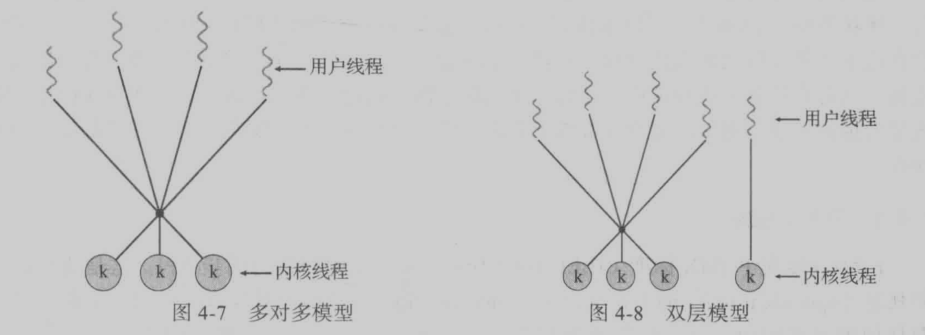 用户线程
k k k
内核线程
图 4-7 多对多模型
用户线程
k k k k
内核线程
图 4-8 双层模型